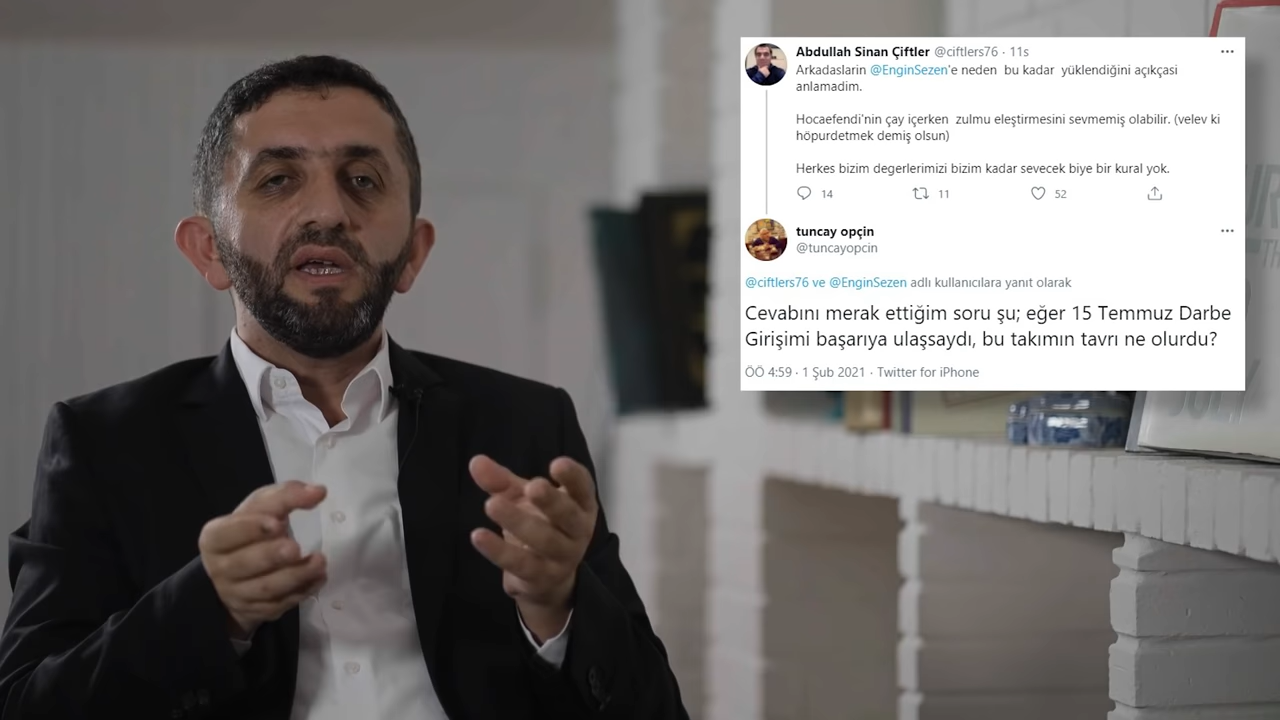 Abdullah Sinan Çiftler @ciftlers76 · 11s
Arkadaslarin @EnginSezen'e neden bu kadar yüklendiğini açıkçası
anlamadim.
Hocaefendi'nin çay içerken zulmu eleştirmesini sevmemiş olabilir. (velev ki
höpurdetmek demiş olsun)
Herkes bizim degerlerimizi bizim kadar sevecek biye bir kural yok.
14 11 52
tuncay opçin
@tuncayopcin
@ciftlers76 ve @EnginSezen adlı kullanıcılara yanıt olarak
Cevabını merak ettiğim soru şu; eğer 15 Temmuz Darbe
Girişimi başarıya ulaşsaydı, bu takımın tavrı ne olurdu?
ÖÖ 4:59 · 1 Şub 2021 · Twitter for iPhone